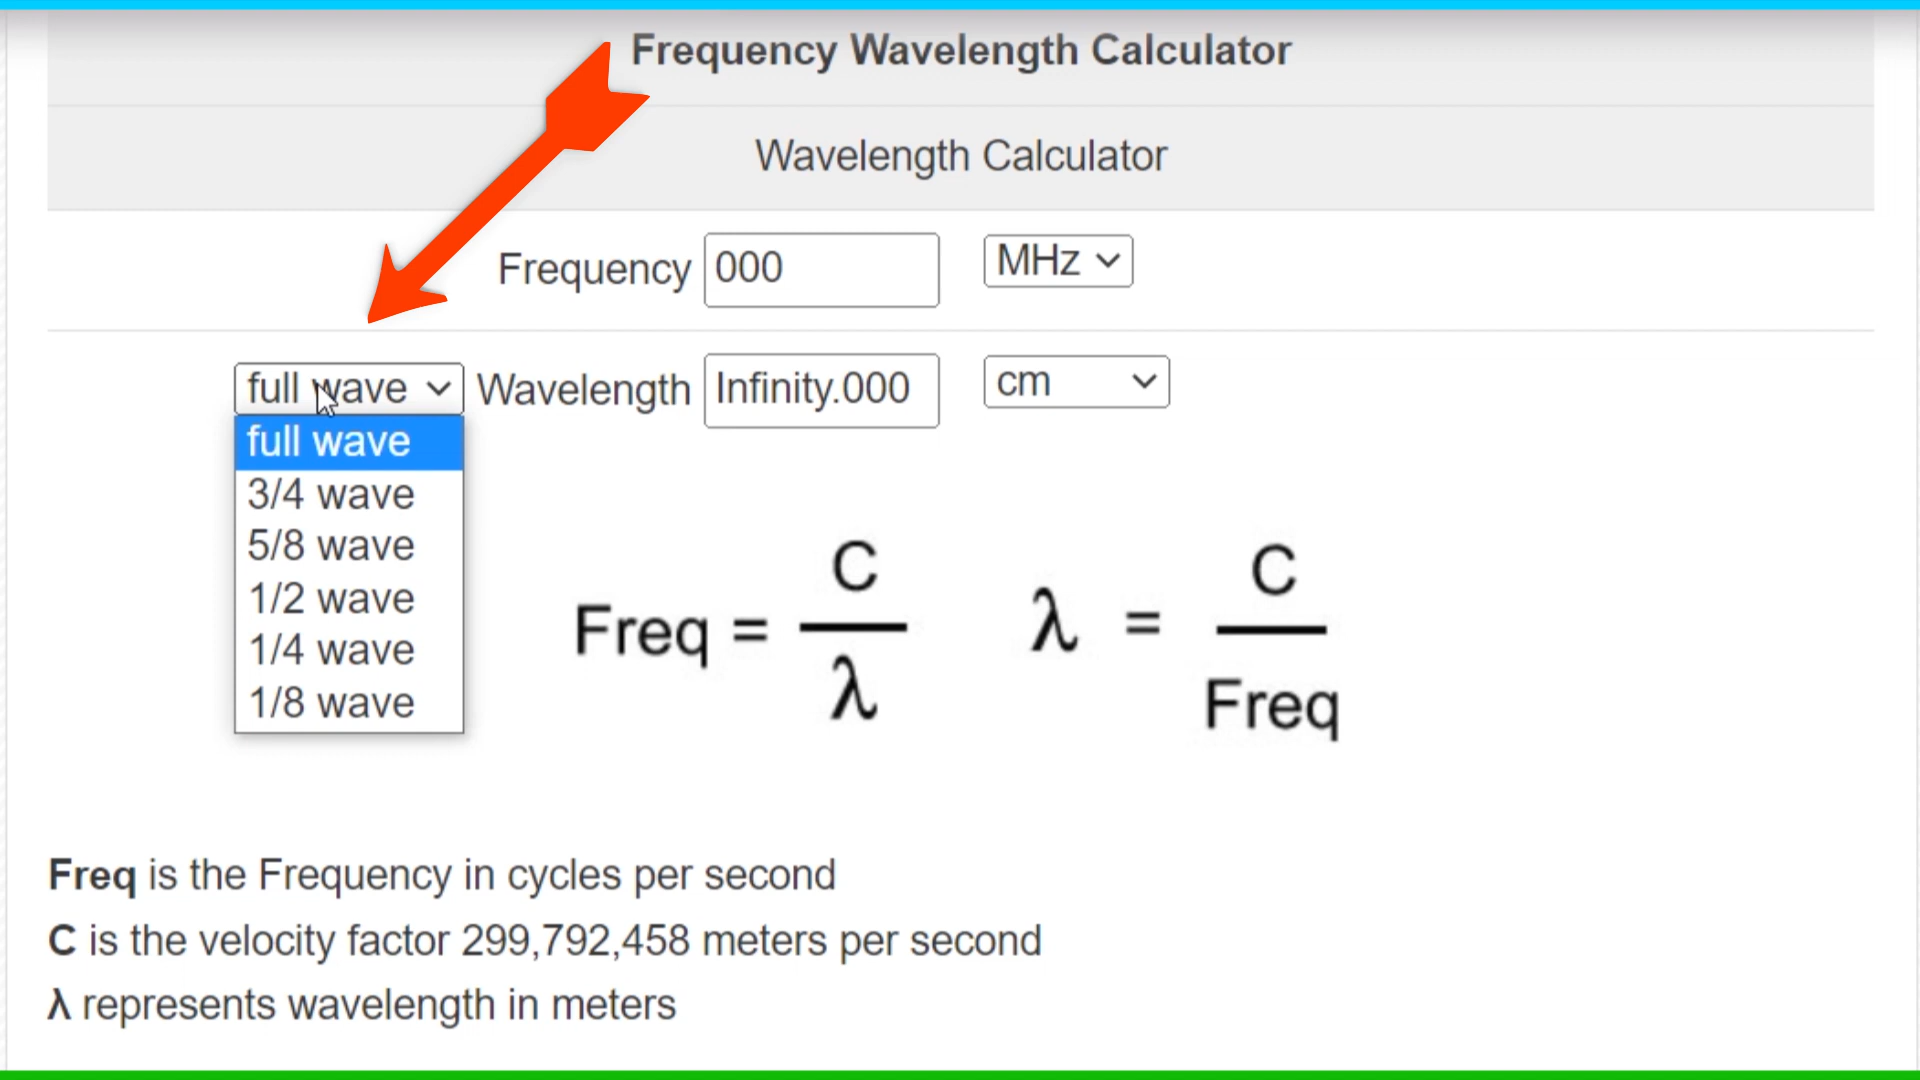 Frequency Wavelength Calculator
Wavelength Calculator
Frequency 000 MHz
full wave Wavelength Infinity.000 cm
full wave
3/4 wave
5/8 wave
1/2 wave
1/4 wave
1/8 wave
Freq = C / λ
λ = C / Freq
Freq is the Frequency in cycles per second
C is the velocity factor 299,792,458 meters per second
λ represents wavelength in meters